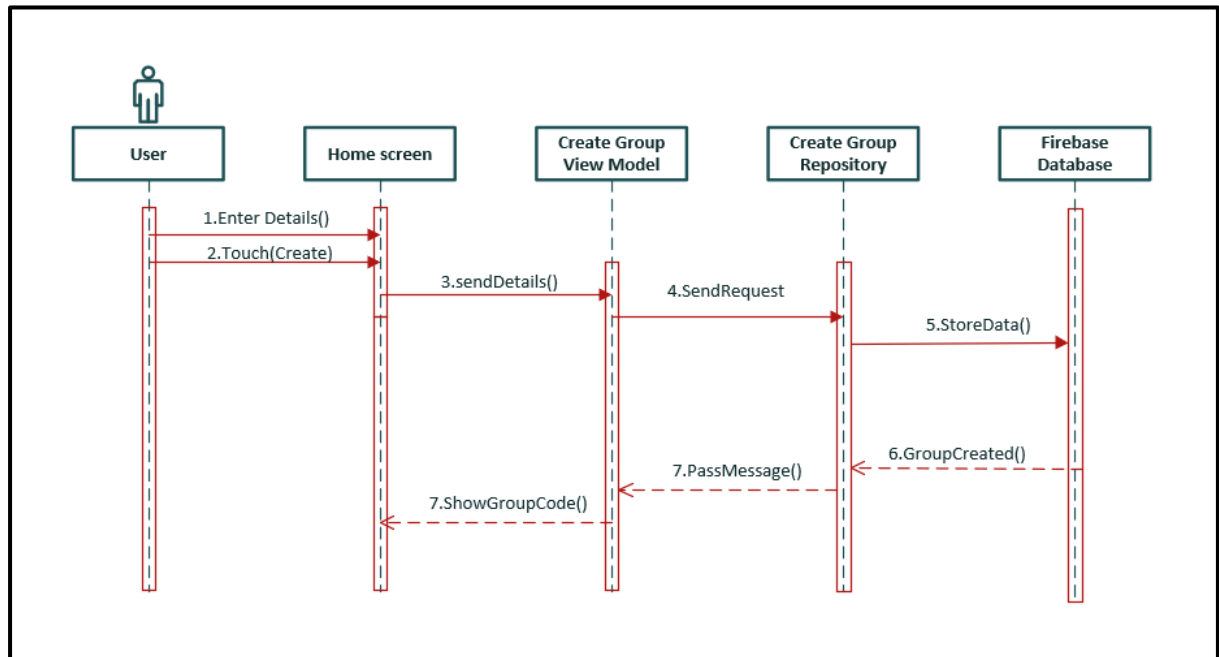 User
Home screen
Create Group
View Model
Create Group
Repository
Firebase
Database
1.Enter Details()
2.Touch(Create)
3.sendDetails()
4.SendRequest
5.StoreData()
6.GroupCreated()
7.PassMessage()
7.ShowGroupCode()